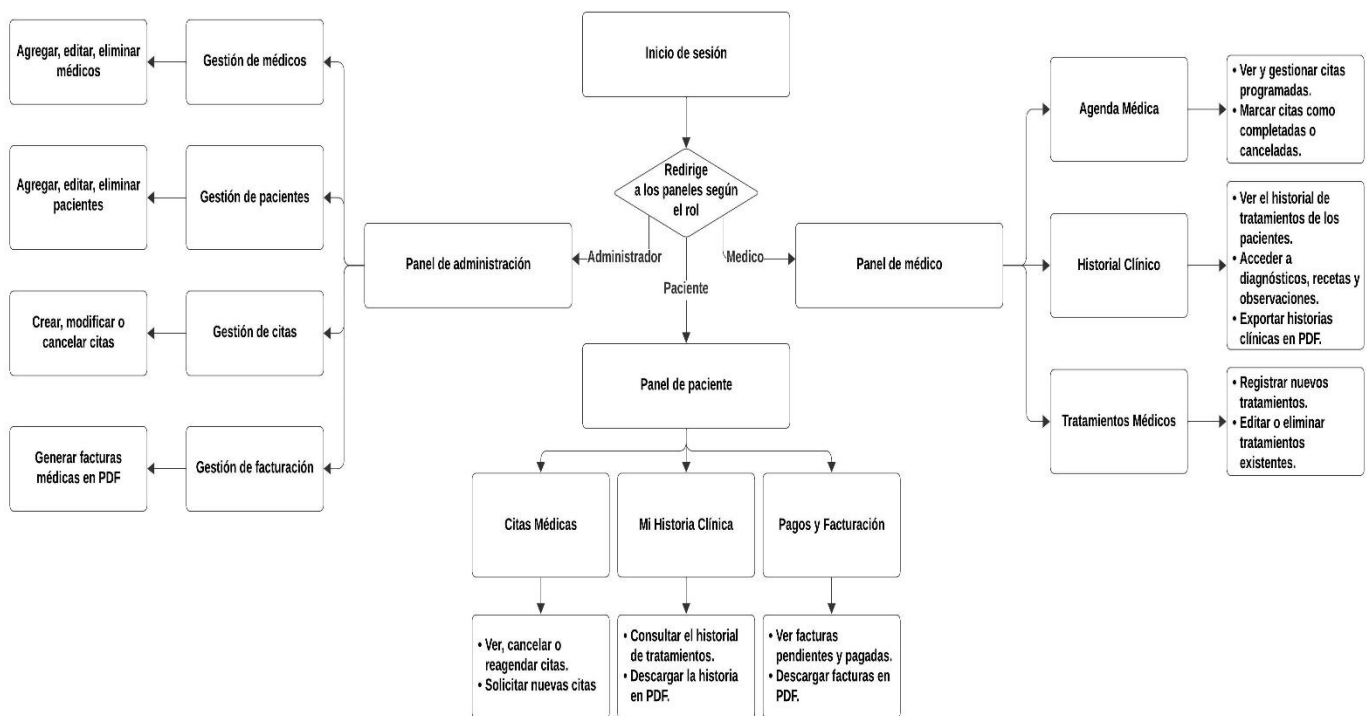 Inicio de sesión
Redirige
a los paneles según
el rol
Administrador
Medico
Paciente
Panel de administración
Gestión de médicos
Agregar, editar, eliminar
médicos
Gestión de pacientes
Agregar, editar, eliminar
pacientes
Gestión de citas
Crear, modificar o
cancelar citas
Gestión de facturación
Generar facturas
médicas en PDF
Panel de médico
Agenda Médica
• Ver y gestionar citas
programadas.
• Marcar citas como
completadas o
canceladas.
Historial Clínico
• Ver el historial de
tratamientos de los
pacientes.
• Acceder a
diagnósticos, recetas y
observaciones.
• Exportar historias
clínicas en PDF.
Tratamientos Médicos
• Registrar nuevos
tratamientos.
• Editar o eliminar
tratamientos
existentes.
Panel de paciente
Citas Médicas
• Ver, cancelar o
reagendar citas.
• Solicitar nuevas citas
Mi Historia Clínica
• Consultar el historial
de tratamientos.
• Descargar la historia
en PDF.
Pagos y Facturación
• Ver facturas
pendientes y pagadas.
• Descargar facturas en
PDF.